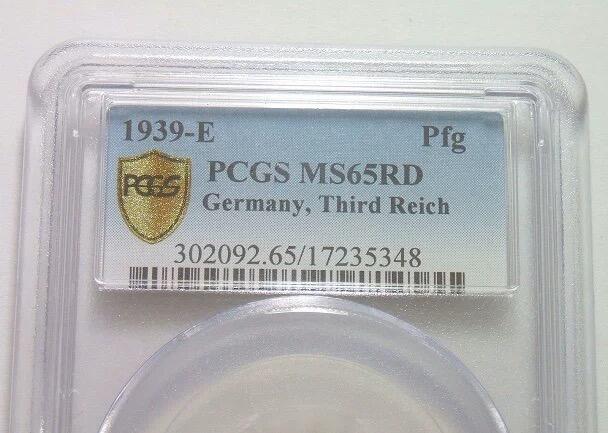 1939-E Pfg
PCGS
PCGS MS65RD
Germany, Third Reich
302092.65/17235348